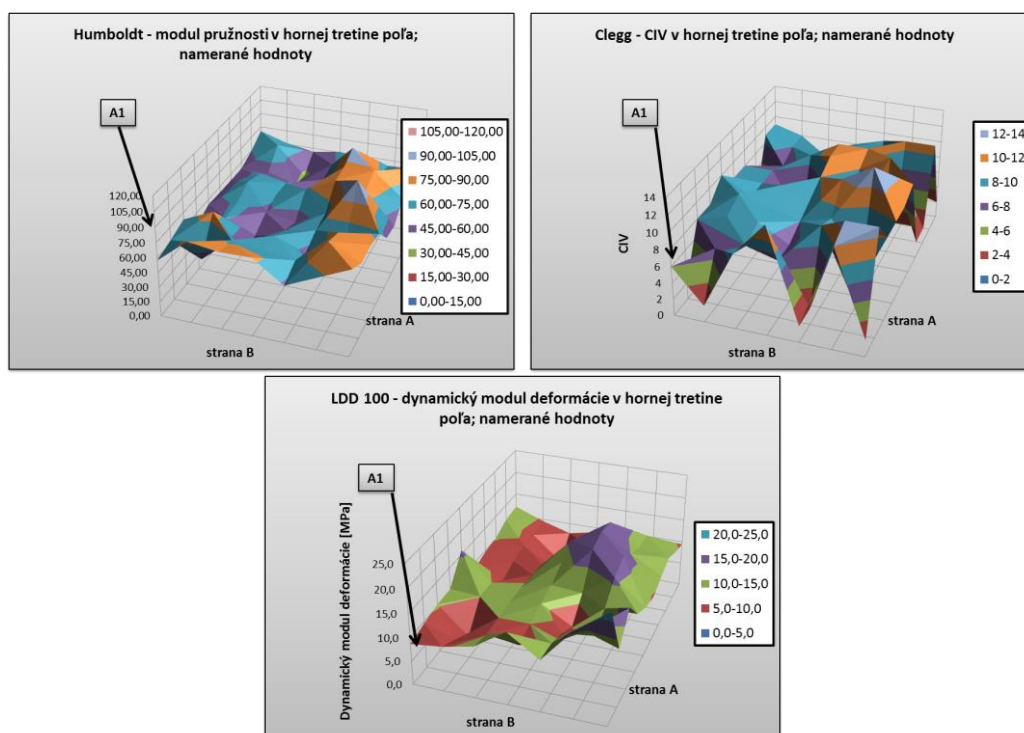 Humboldt - modul pružnosti v hornej tretine poľa;
namerané hodnoty
A1
120,00
105,00
90,00
75,00
60,00
45,00
30,00
15,00
0,00
strana B
strana A
105,00-120,00
90,00-105,00
75,00-90,00
60,00-75,00
45,00-60,00
30,00-45,00
15,00-30,00
0,00-15,00
Clegg - CIV v hornej tretine poľa; namerané hodnoty
A1
CIV
14
12
10
8
6
4
2
0
strana B
strana A
12-14
10-12
8-10
6-8
4-6
2-4
0-2
LDD 100 - dynamický modul deformácie v hornej tretine
poľa; namerané hodnoty
A1
Dynamický modul deformácie [MPa]
25,0
20,0
15,0
10,0
5,0
0,0
strana B
strana A
20,0-25,0
15,0-20,0
10,0-15,0
5,0-10,0
0,0-5,0